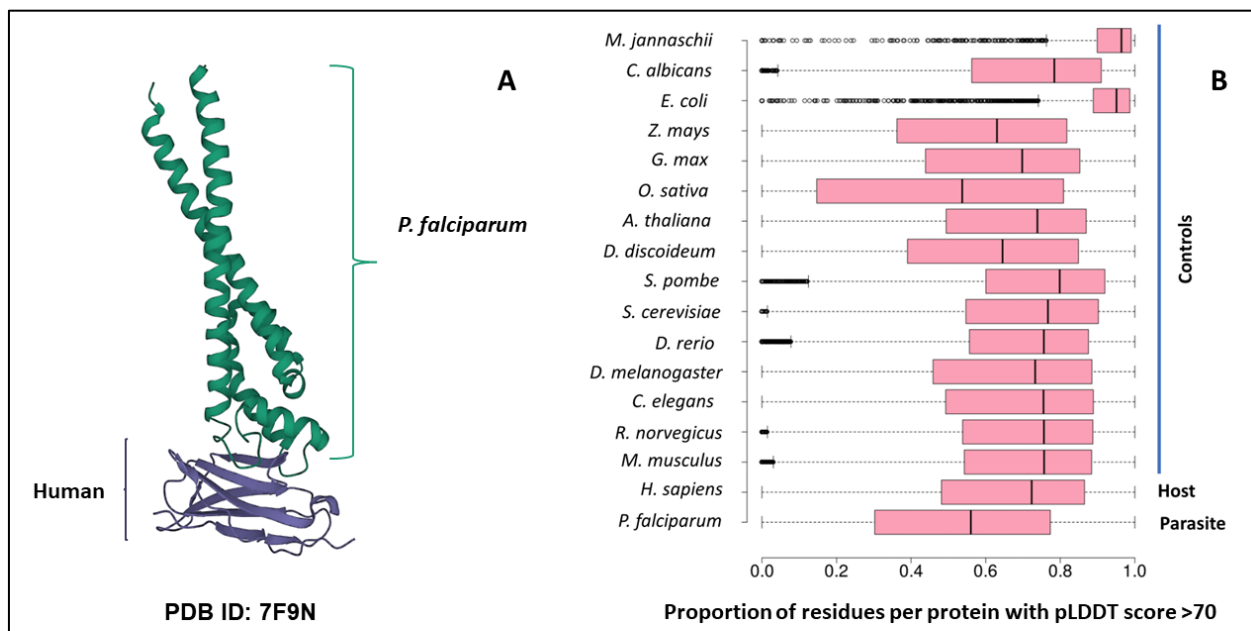 A
P. falciparum
Human
PDB ID: 7F9N
B
M. jannaschii
C. albicans
E. coli
Z. mays
G. max
O. sativa
A. thaliana
D. discoideum
S. pombe
S. cerevisiae
D. rerio
D. melanogaster
C. elegans
R. norvegicus
M. musculus
H. sapiens
P. falciparum
Controls
Host
Parasite
0.0 0.2 0.4 0.6 0.8 1.0
Proportion of residues per protein with pLDDT score >70